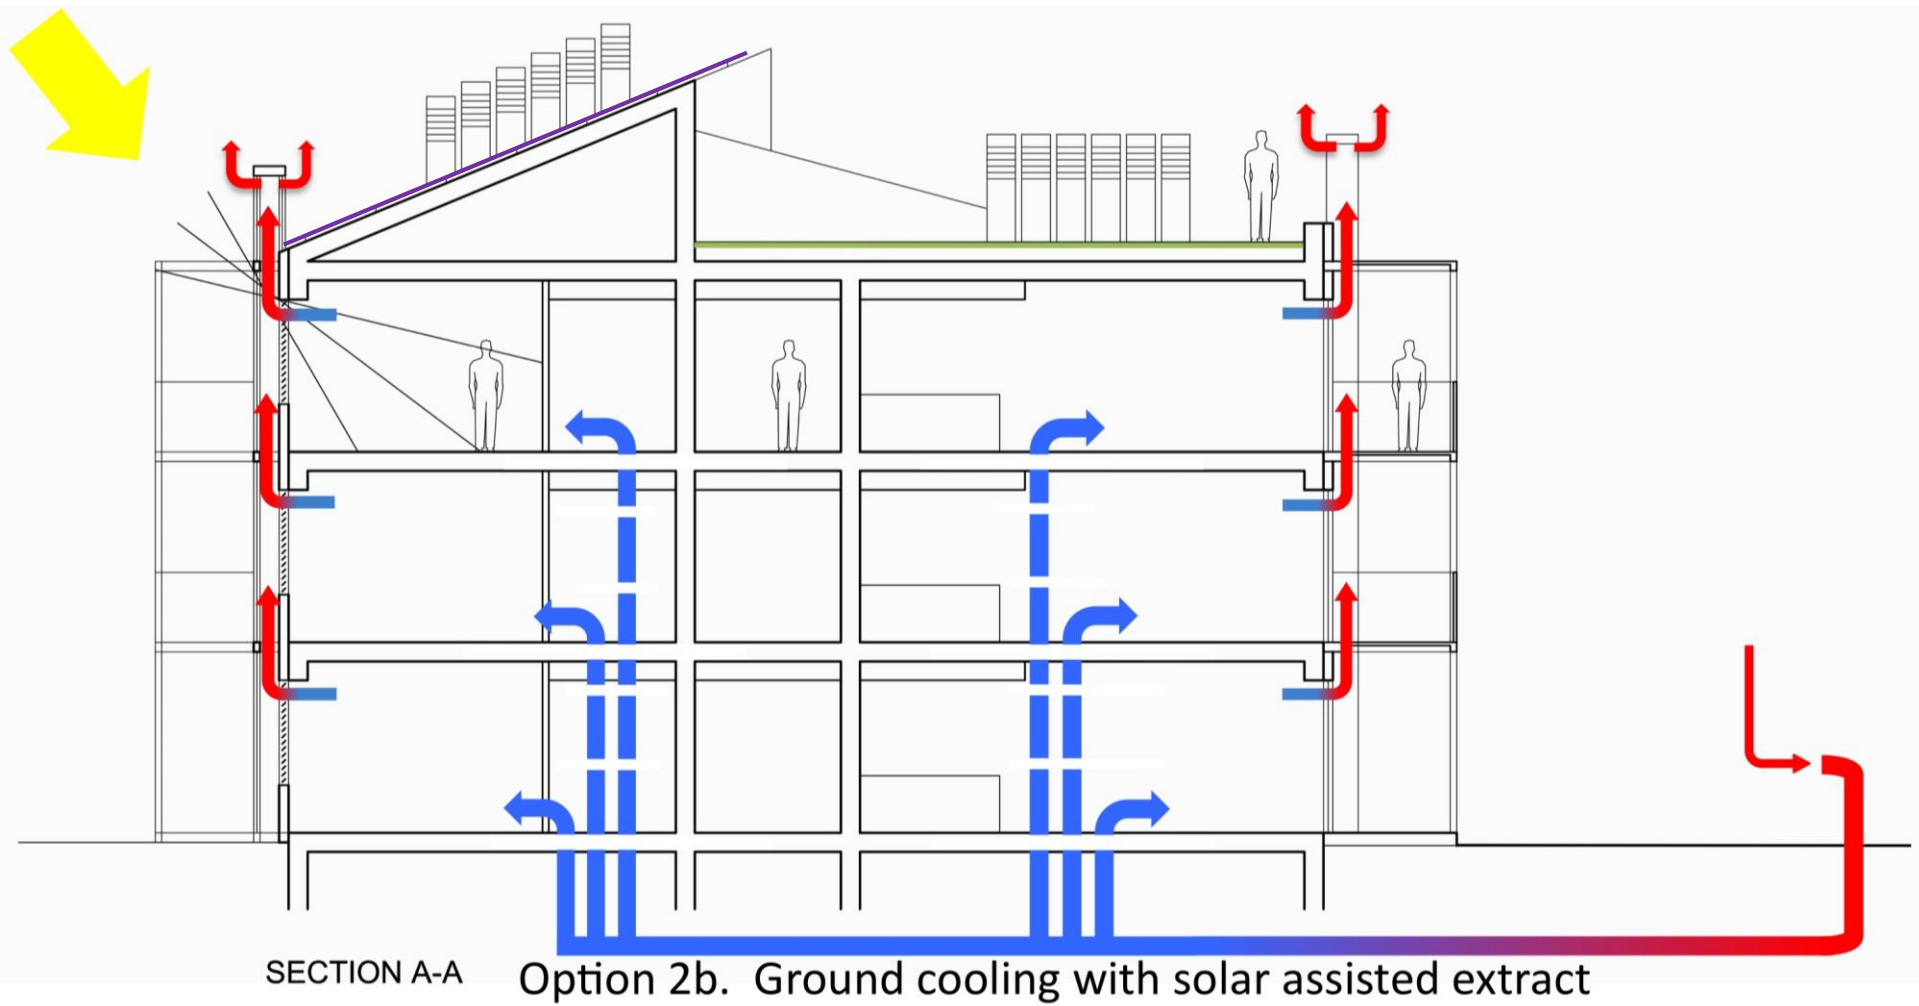 SECTION A-A
Option 2b.  Ground cooling with solar assisted extract